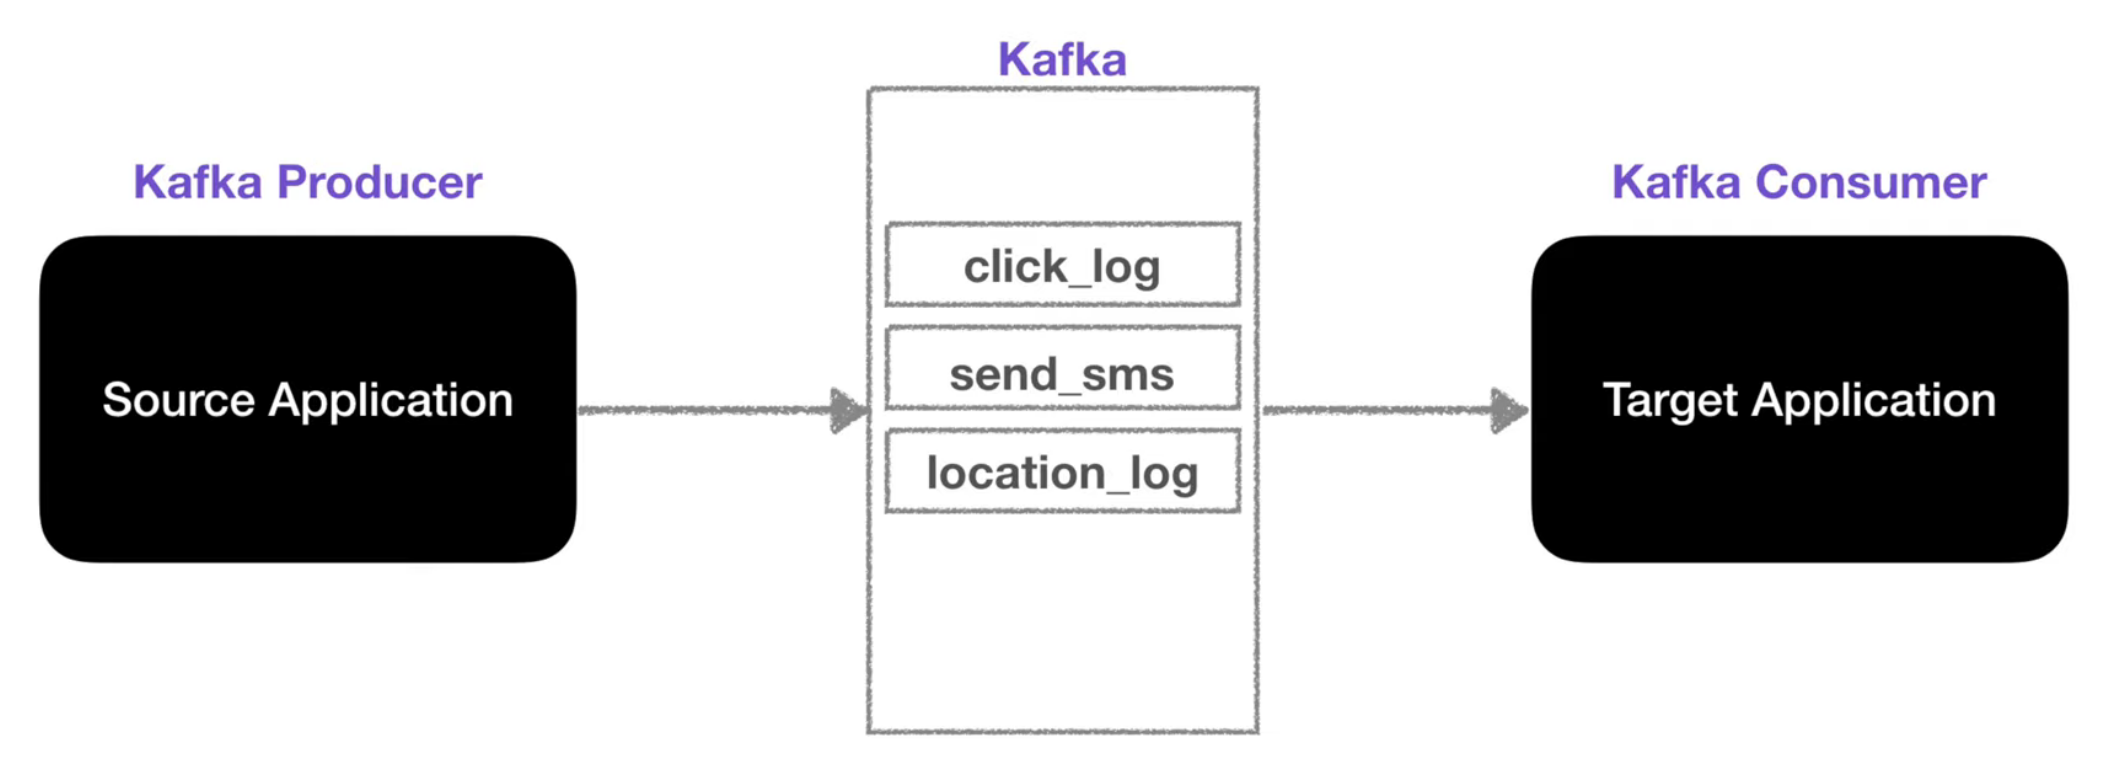 Kafka
Kafka Producer
Kafka Consumer
Source Application
click_log
send_sms
location_log
Target Application